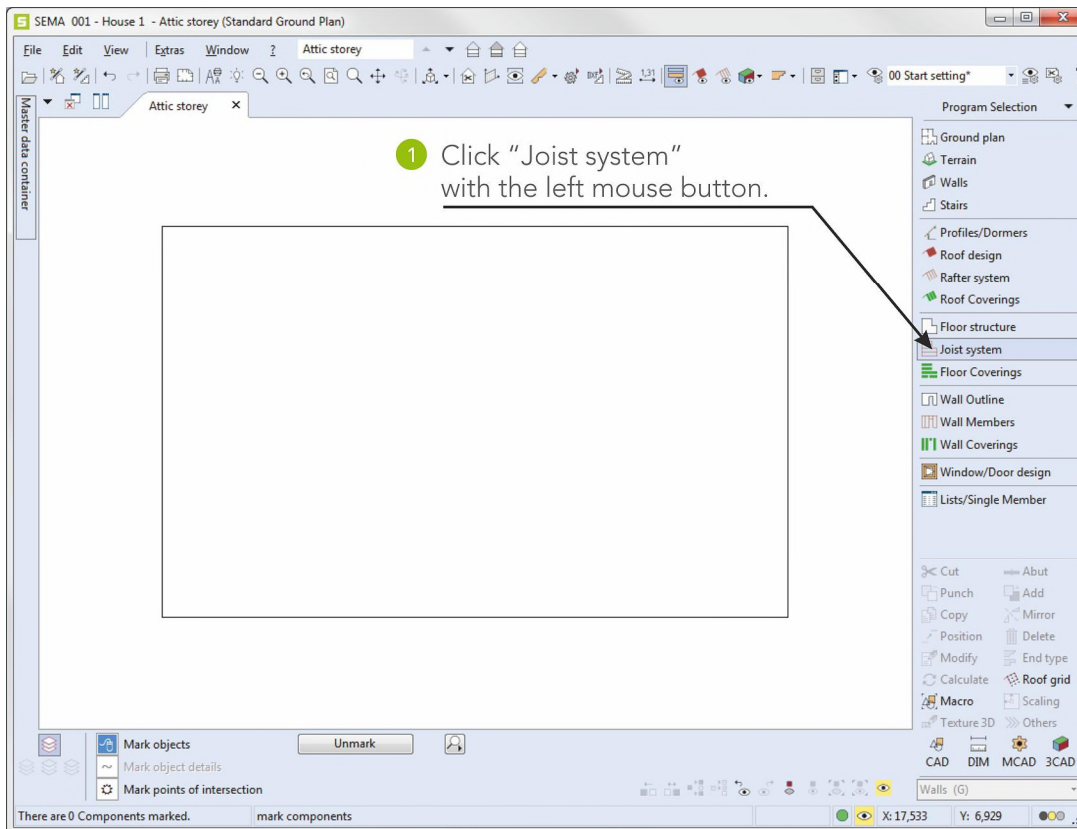 SEMA 001 - House 1 - Attic storey (Standard Ground Plan)
File Edit View Extras Window ? Attic storey
1,31
00 Start setting*
Attic storey
Master data container
1 Click “Joist system”
with the left mouse button.
Program Selection
Ground plan
Terrain
Walls
Stairs
Profiles/Dormers
Roof design
Rafter system
Roof Coverings
Floor structure
Joist system
Floor Coverings
Wall Outline
Wall Members
Wall Coverings
Window/Door design
Lists/Single Member
Cut Abut
Punch Add
Copy Mirror
Position Delete
Modify End type
Calculate Roof grid
Macro Scaling
Texture 3D Others
CAD DIM MCAD 3CAD
Mark objects Unmark
Mark object details
Mark points of intersection
Walls (G)
There are 0 Components marked. mark components X: 17,533 Y: 6,929